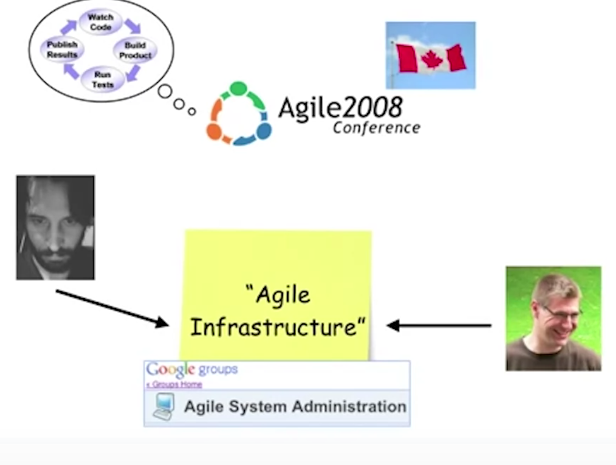 Watch
Code
Publish
Results
Build
Product
Run
Tests
Agile2008
Conference
“Agile
Infrastructure”
Google groups
« Groups Home
Agile System Administration